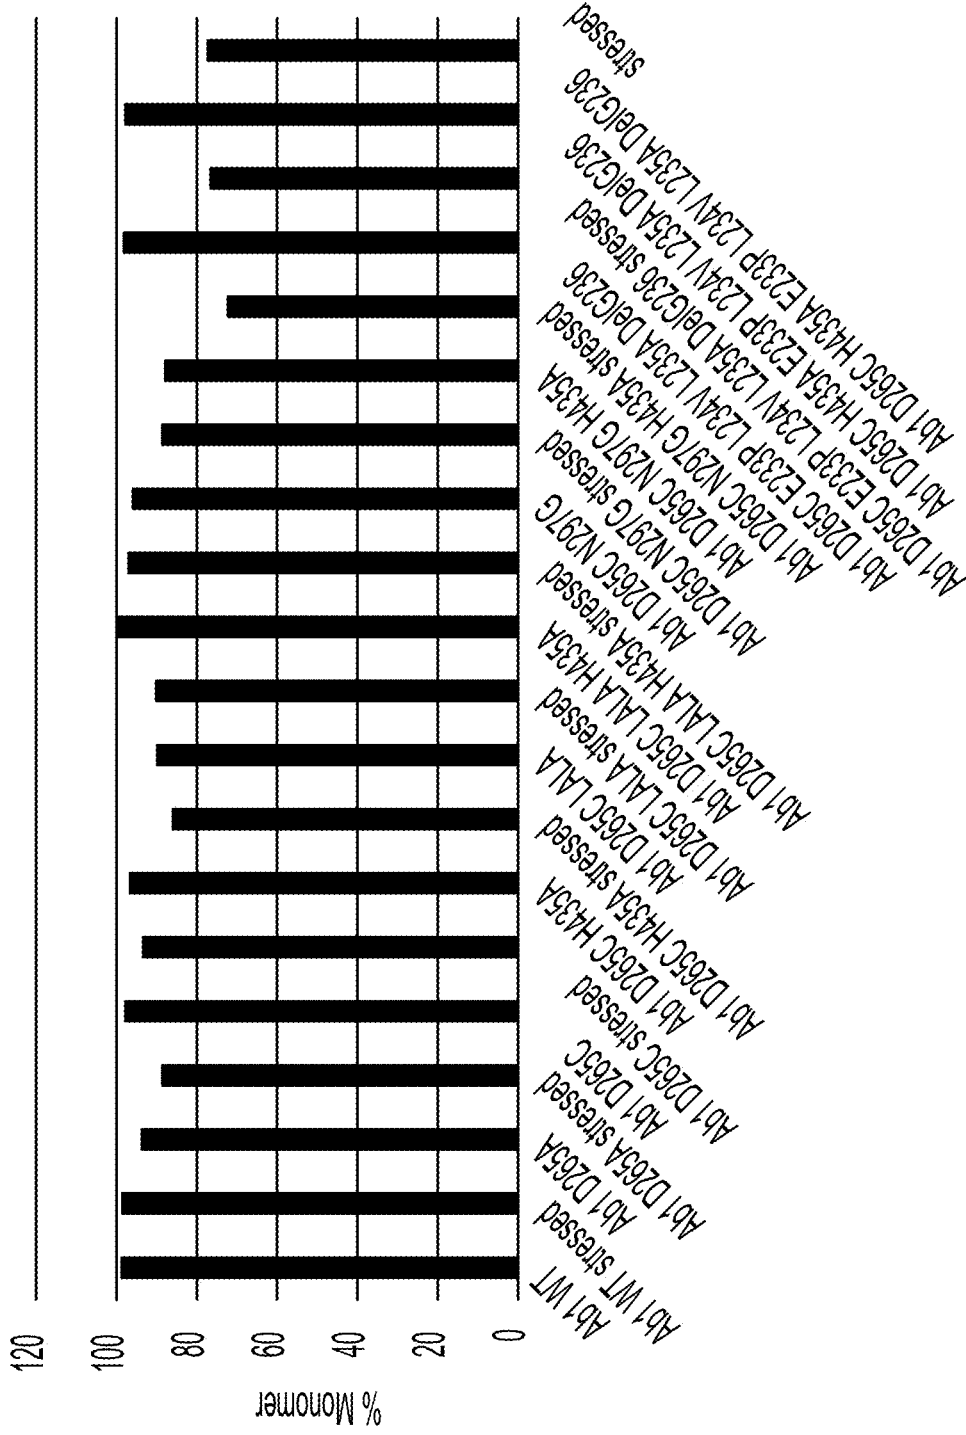 % Monomer
120
100
80
60
40
20
0
Ab1 WT
Ab1 WT stressed
Ab1 D265A
Ab1 D265A stressed
Ab1 D265C
Ab1 D265C stressed
Ab1 D265C H435A
Ab1 D265C H435A stressed
Ab1 D265C LALA
Ab1 D265C LALA stressed
Ab1 D265C LALA H435A
Ab1 D265C LALA H435A stressed
Ab1 D265C N297G
Ab1 D265C N297G stressed
Ab1 D265C N297G H435A
Ab1 D265C N297G H435A stressed
Ab1 D265C E233P L234V L235A DelG236
Ab1 D265C E233P L234V L235A DelG236 stressed
Ab1 D265C H435A E233P L234V L235A DelG236
Ab1 D265C H435A E233P L234V L235A DelG236
stressed